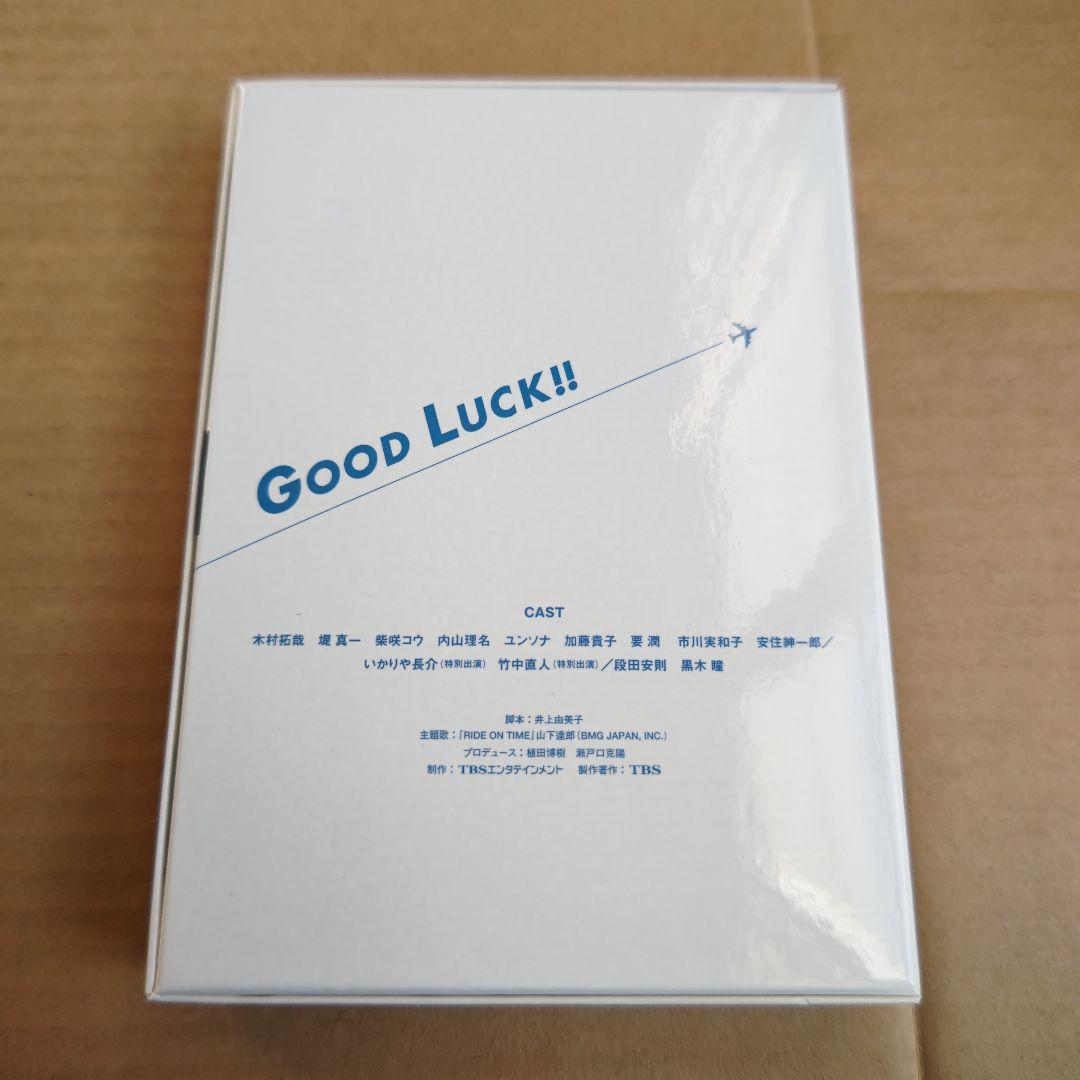 GOOD LUCK!!
CAST
木村拓哉 堤 真一 柴咲コウ 内山理名 ユンソナ 加藤貴子 要 潤 市川実和子 安住紳一郎／
いかりや長介(特別出演) 竹中直人(特別出演)／段田安則 黒木 瞳
脚本：井上由美子
主題歌：「RIDE ON TIME」山下達郎(BMG JAPAN, INC.)
プロデュース：植田博樹 瀬戸口克陽
制作：TBSエンタテインメント 製作著作：TBS